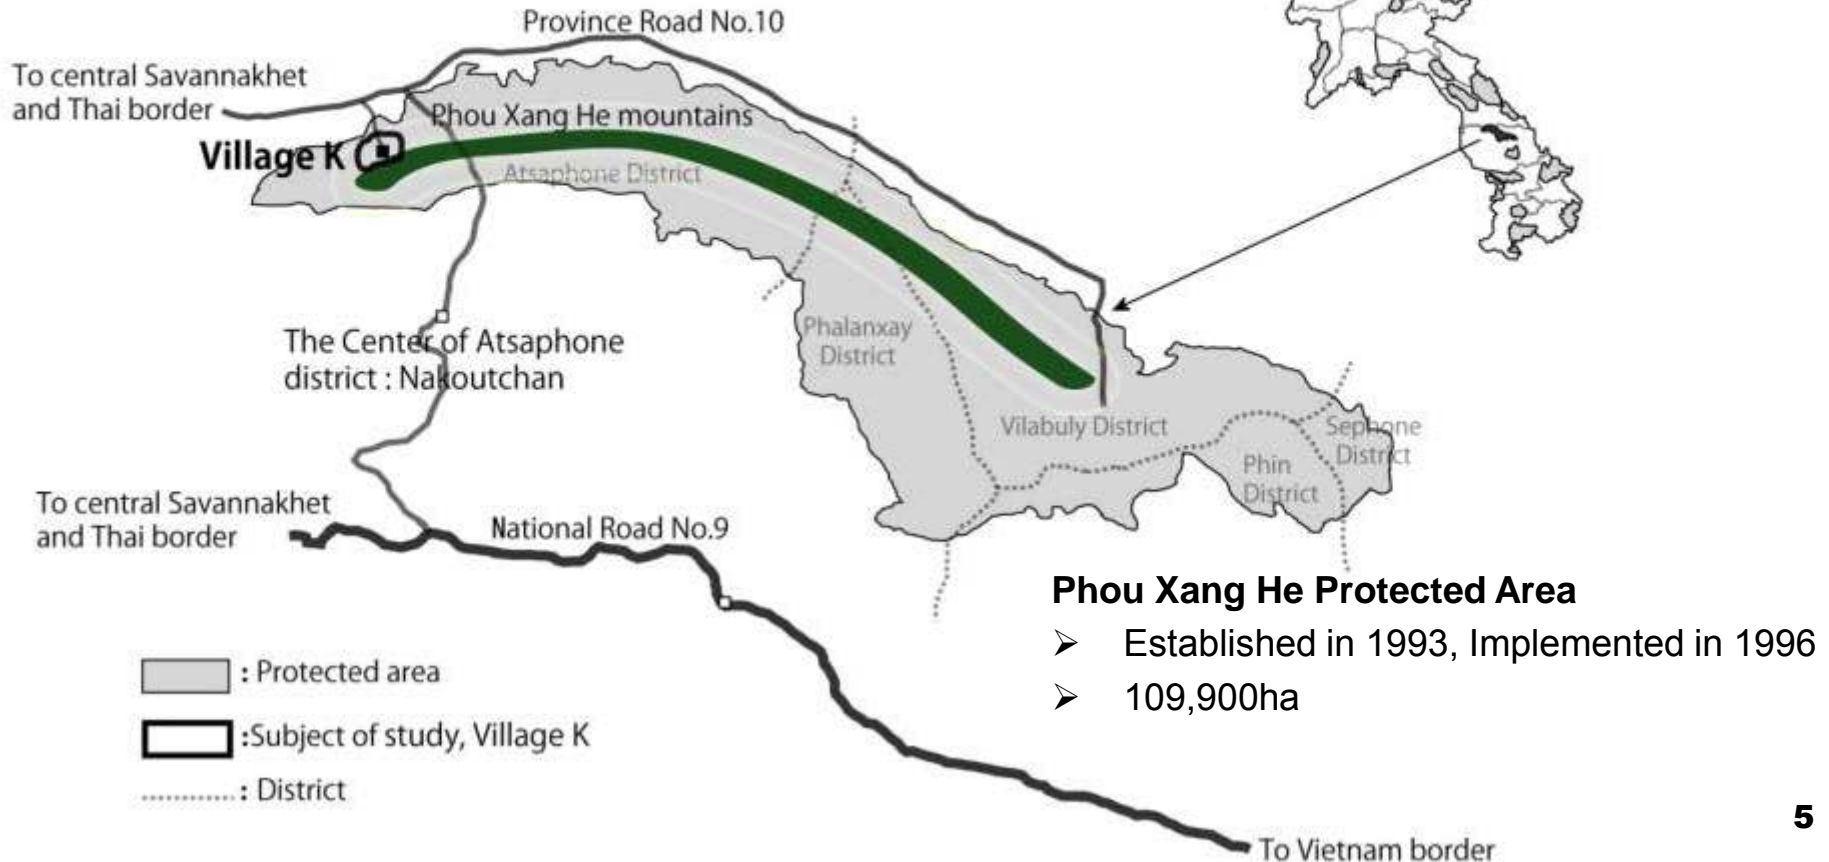 Province Road No.10
To central Savannakhet
and Thai border
Phou Xang He mountains
Village K
Atsaphone District
Phalanxay
District
The Center of Atsaphone
district : Nakoutchan
Vilabuly District
Sephone
District
Phin
District
To central Savannakhet
and Thai border
National Road No.9
Phou Xang He Protected Area
➢ Established in 1993, Implemented in 1996
➢ 109,900ha
: Protected area
:Subject of study, Village K
: District
5
To Vietnam border